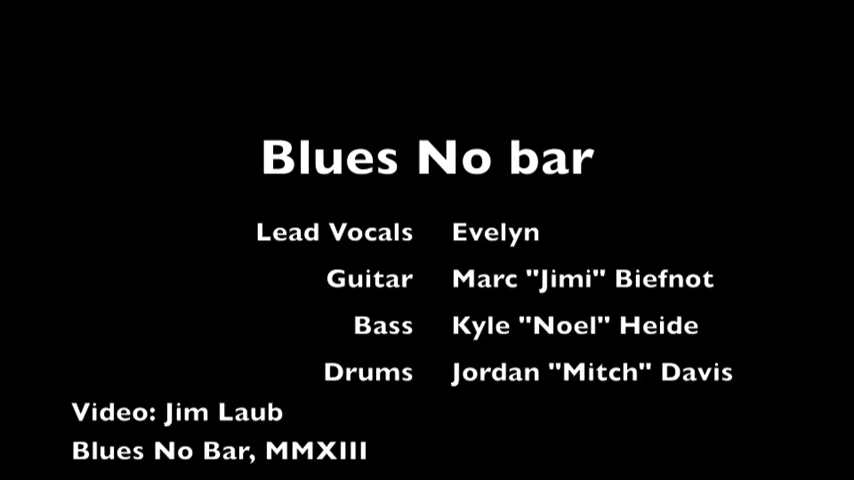 Blues No bar
Lead Vocals Evelyn
Guitar Marc "Jimi" Biefnot
Bass Kyle "Noel" Heide
Drums Jordan "Mitch" Davis
Video: Jim Laub
Blues No Bar, MMXIII